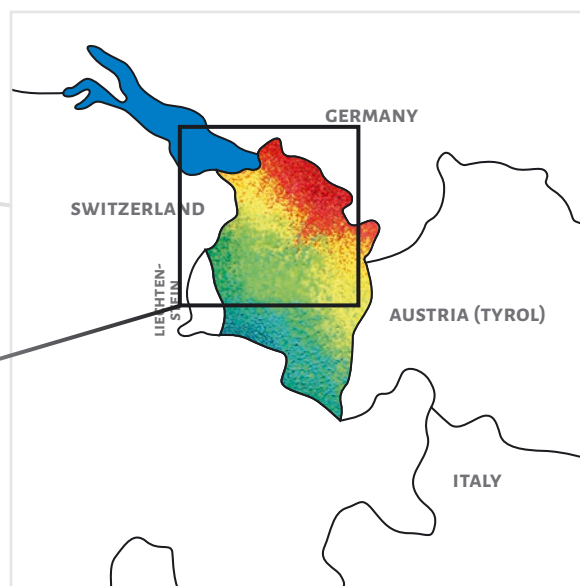 GERMANY
SWITZERLAND
LIECHTEN-
STEIN
AUSTRIA (TYROL)
ITALY